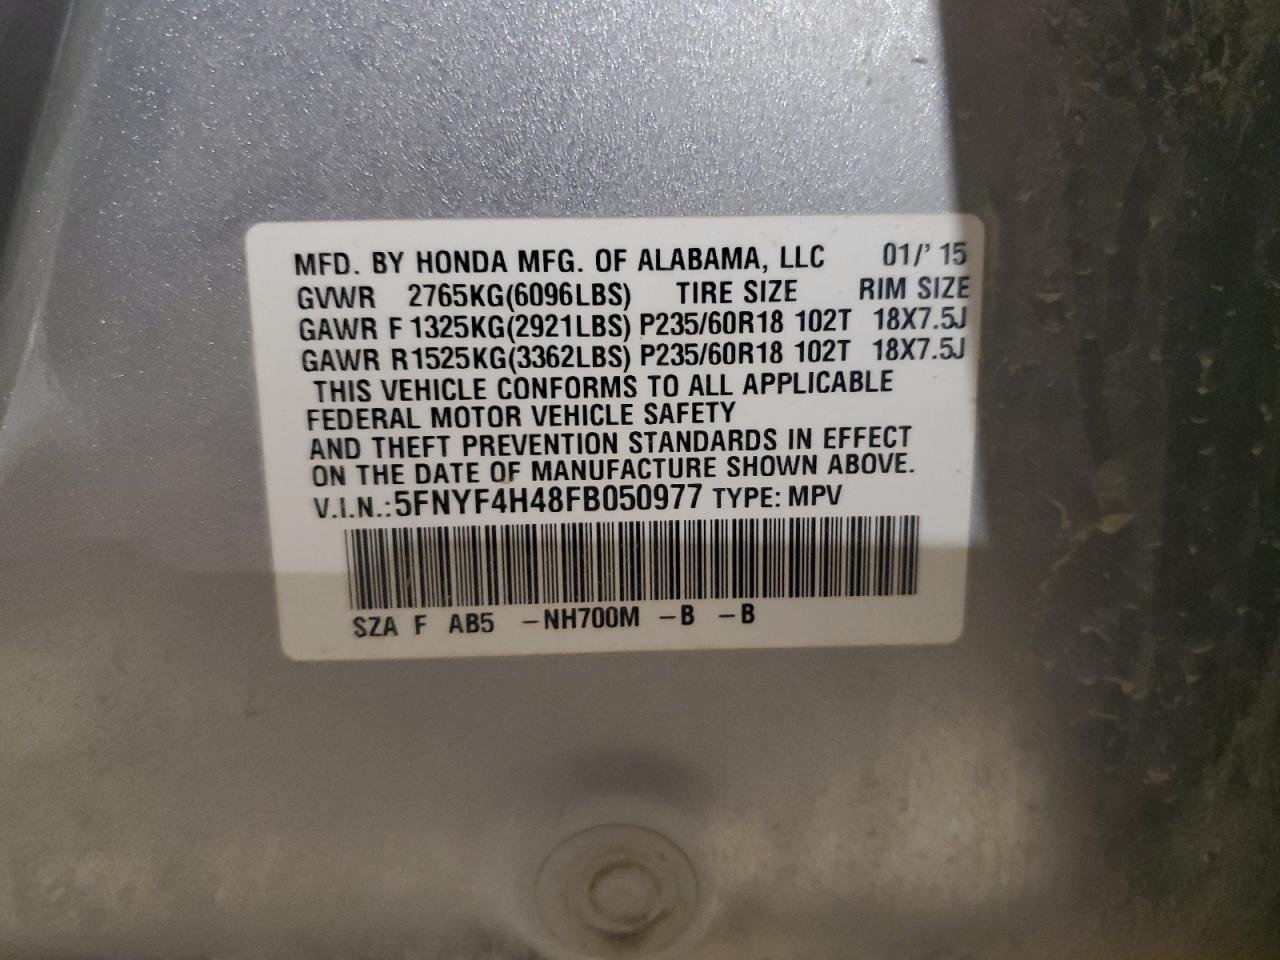 MFD. BY HONDA MFG. OF ALABAMA, LLC 01/' 15
GVWR 2765KG(6096LBS) TIRE SIZE RIM SIZE
GAWR F 1325KG(2921LBS) P235/60R18 102T 18X7.5J
GAWR R1525KG(3362LBS) P235/60R18 102T 18X7.5J
THIS VEHICLE CONFORMS TO ALL APPLICABLE
FEDERAL MOTOR VEHICLE SAFETY
AND THEFT PREVENTION STANDARDS IN EFFECT
ON THE DATE OF MANUFACTURE SHOWN ABOVE.
V.I.N.:5FNYF4H48FB050977 TYPE: MPV
SZA F AB5 -NH700M -B -B